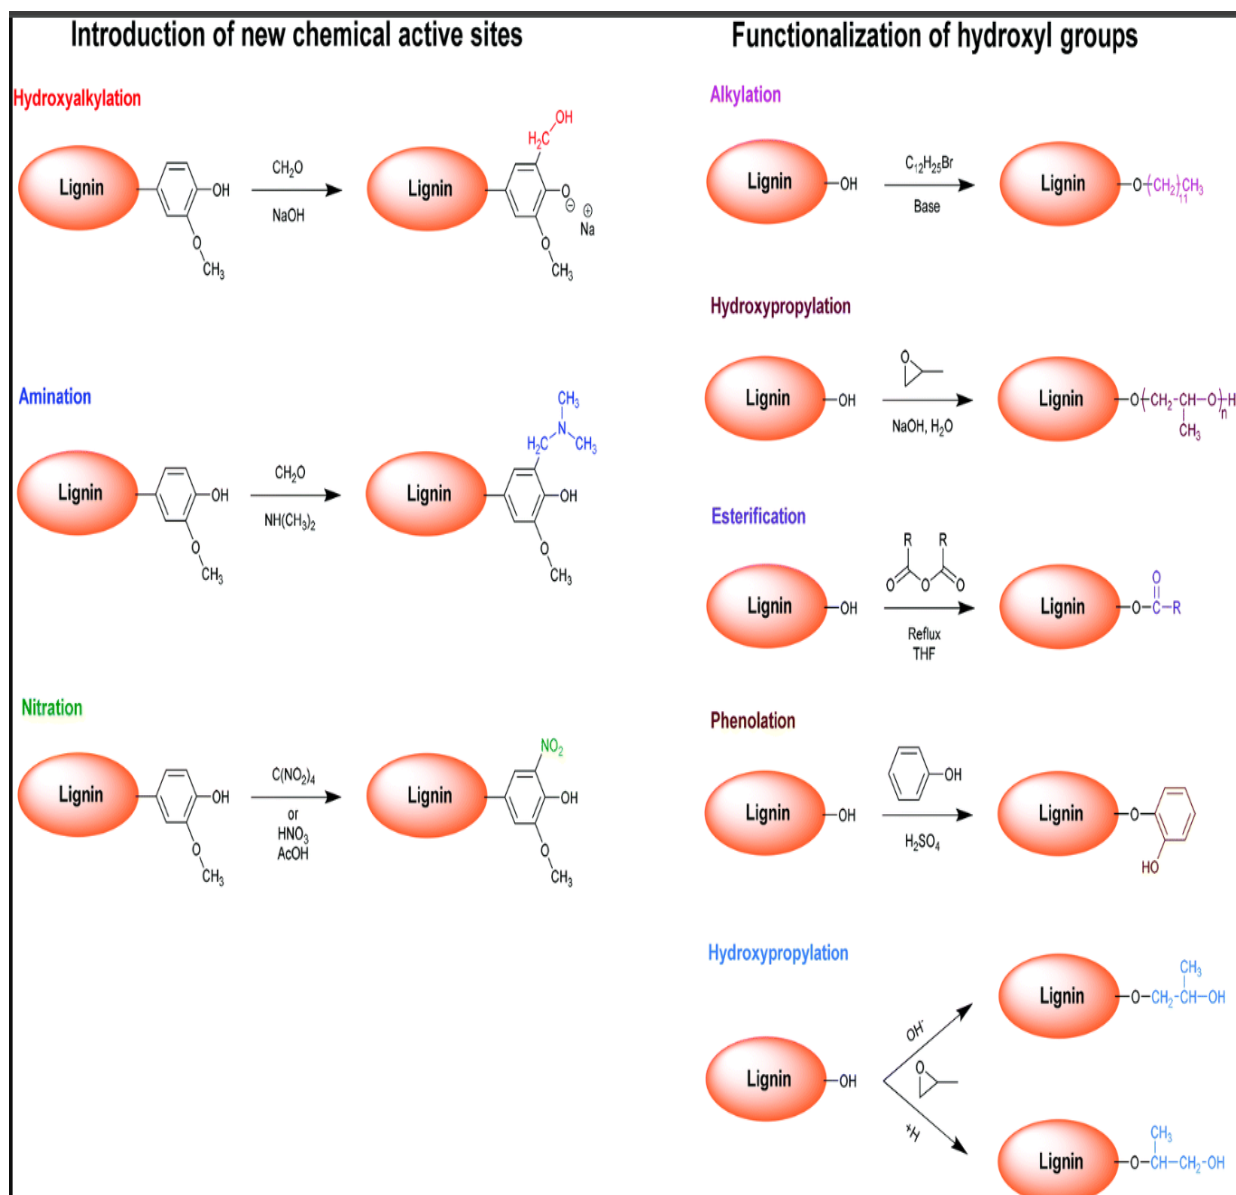 Introduction of new chemical active sites
Hydroxyalkylation
Lignin
OH
O
CH₃
CH₂O
NaOH
Lignin
OH
H₂C
O
⊖
⊕
Na
O
CH₃
Amination
Lignin
OH
O
CH₃
CH₂O
NH(CH₃)₂
Lignin
CH₃
N
H₂C
CH₃
OH
O
CH₃
Nitration
Lignin
OH
O
CH₃
C(NO₂)₄
or
HNO₃
AcOH
Lignin
NO₂
OH
O
CH₃
Functionalization of hydroxyl groups
Alkylation
Lignin
OH
C₁₂H₂₅Br
Base
Lignin
O(CH₂)₁₁CH₃
Hydroxypropylation
Lignin
OH
O
NaOH, H₂O
Lignin
O(CH₂-CH-O)ₙH
CH₃
Esterification
Lignin
OH
R R
O O O
Reflux
THF
Lignin
O
O-C-R
Phenolation
Lignin
OH
OH
H₂SO₄
Lignin
O
HO
Hydroxypropylation
Lignin
OH
OH⁻
O
+H
Lignin
CH₃
O-CH₂-CH-OH
Lignin
CH₃
O-CH-CH₂-OH